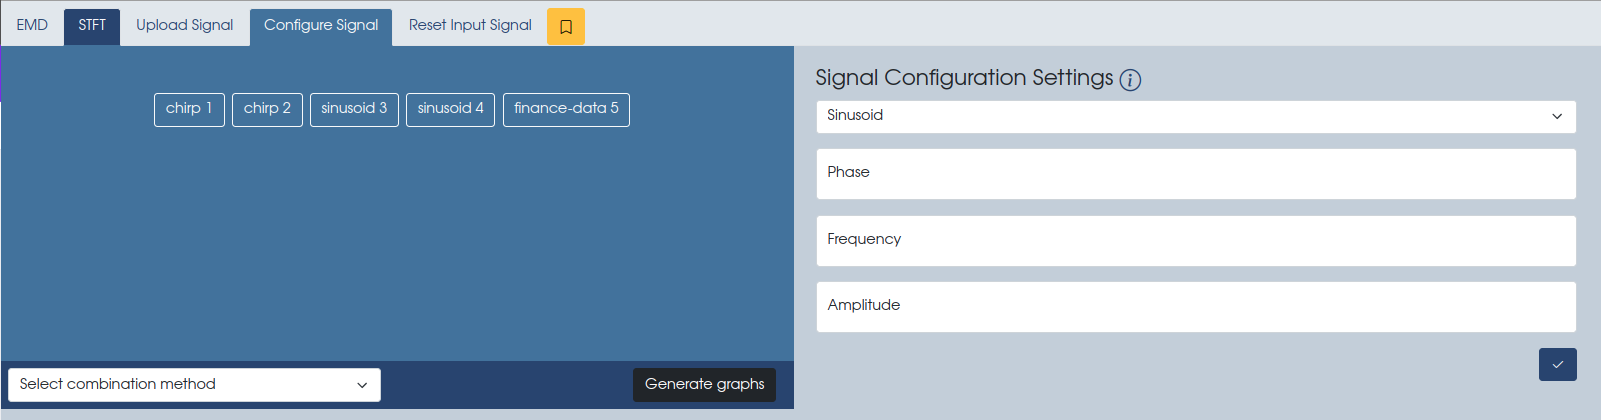 EMD STFT Upload Signal Configure Signal Reset Input Signal
chirp 1 chirp 2 sinusoid 3 sinusoid 4 finance-data 5
Select combination method Generate graphs
Signal Configuration Settings i
Sinusoid
Phase
Frequency
Amplitude